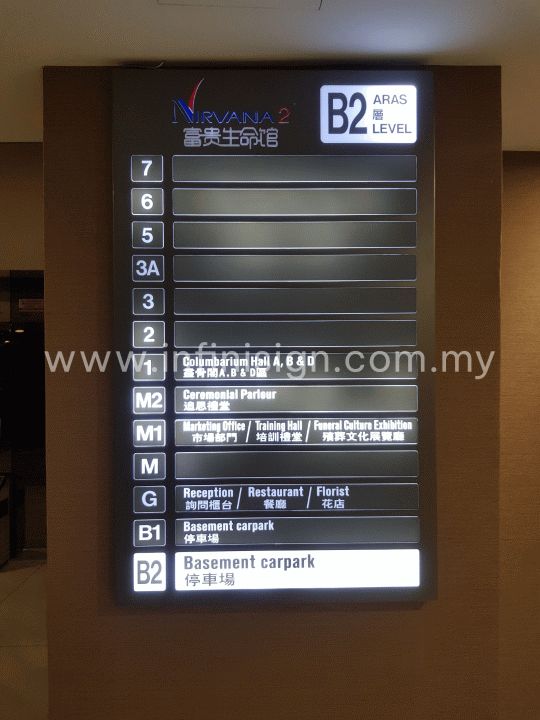 NIRVANA 2
富贵生命馆
B2 ARAS
層
LEVEL
7
6
5
3A
3
2
1 Columbarium Hall A, B & D
盦骨閣A, B & D區
M2 Ceremonial Parlour
追思禮堂
M1 Marketing Office / Training Hall / Funeral Culture Exhibition
市場部門 / 培訓禮堂 / 殯葬文化展覽廳
M
G Reception / Restaurant / Florist
詢問櫃台 / 餐廳 / 花店
B1 Basement carpark
停車場
B2 Basement carpark
停車場
www.infinisign.com.my